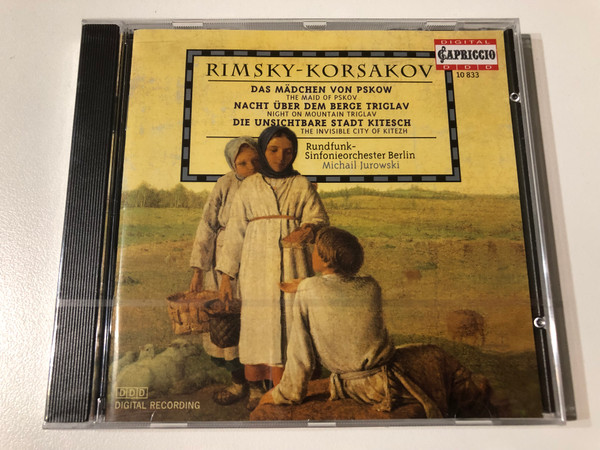 DIGITAL
CAPRICCIO
D D D
10 833
RIMSKY-KORSAKOV
DAS MÄDCHEN VON PSKOW
THE MAID OF PSKOV
NACHT ÜBER DEM BERGE TRIGLAV
NIGHT ON MOUNTAIN TRIGLAV
DIE UNSICHTBARE STADT KITESCH
THE INVISIBLE CITY OF KITEZH
Rundfunk-
Sinfonieorchester Berlin
Michail Jurowski
DDD
DIGITAL RECORDING